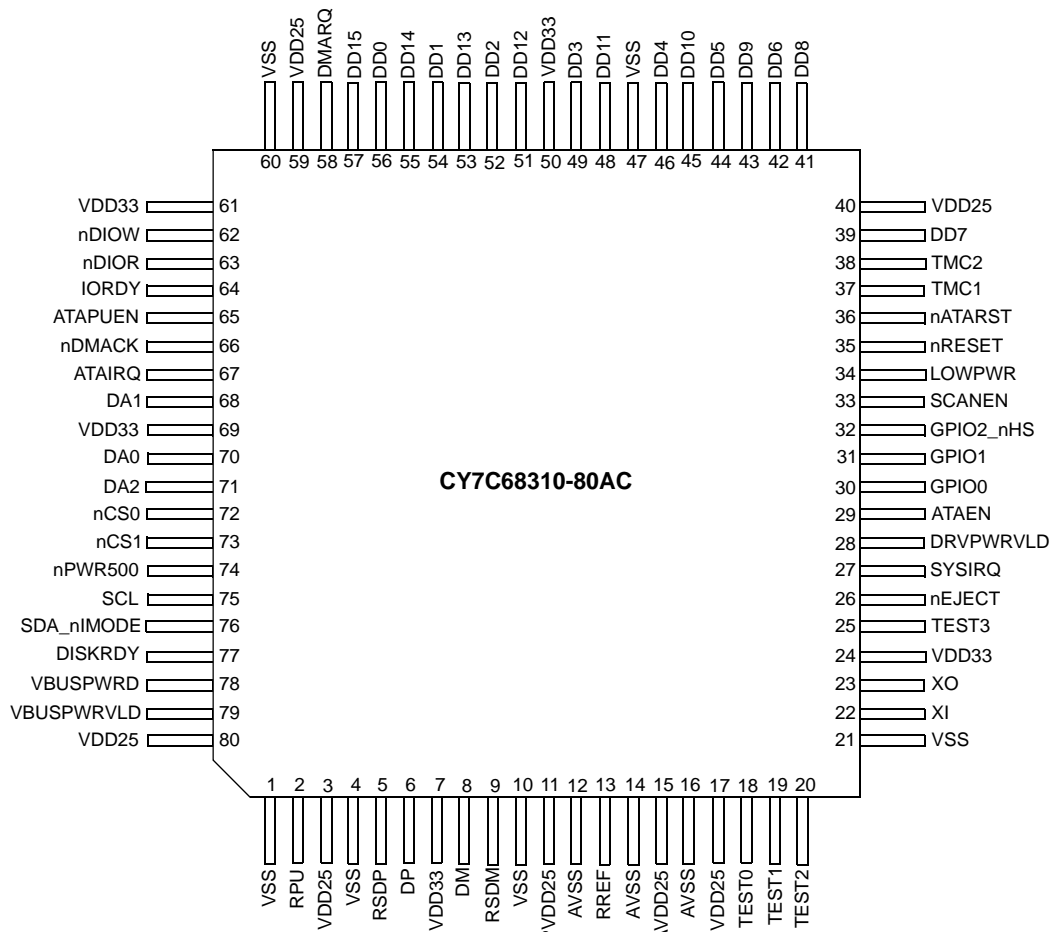 VSS
VDD25
DMARQ
DD15
DD0
DD14
DD1
DD13
DD2
DD12
VDD33
DD3
DD11
VSS
DD4
DD10
DD5
DD9
DD6
DD8
60 59 58 57 56 55 54 53 52 51 50 49 48 47 46 45 44 43 42 41
VDD33 61
nDIOW 62
nDIOR 63
IORDY 64
ATAPUEN 65
nDMACK 66
ATAIRQ 67
DA1 68
VDD33 69
DA0 70
DA2 71
nCS0 72
nCS1 73
nPWR500 74
SCL 75
SDA_nIMODE 76
DISKRDY 77
VBUSPWRD 78
VBUSPWRVLD 79
VDD25 80
CY7C68310-80AC
40 VDD25
39 DD7
38 TMC2
37 TMC1
36 nATARST
35 nRESET
34 LOWPWR
33 SCANEN
32 GPIO2_nHS
31 GPIO1
30 GPIO0
29 ATAEN
28 DRVPWRVLD
27 SYSIRQ
26 nEJECT
25 TEST3
24 VDD33
23 XO
22 XI
21 VSS
1 2 3 4 5 6 7 8 9 10 11 12 13 14 15 16 17 18 19 20
VSS
RPU
VDD25
VSS
RSDP
DP
VDD33
DM
RSDM
VSS
VDD25
AVSS
RREF
AVSS
AVDD25
AVSS
VDD25
TEST0
TEST1
TEST2